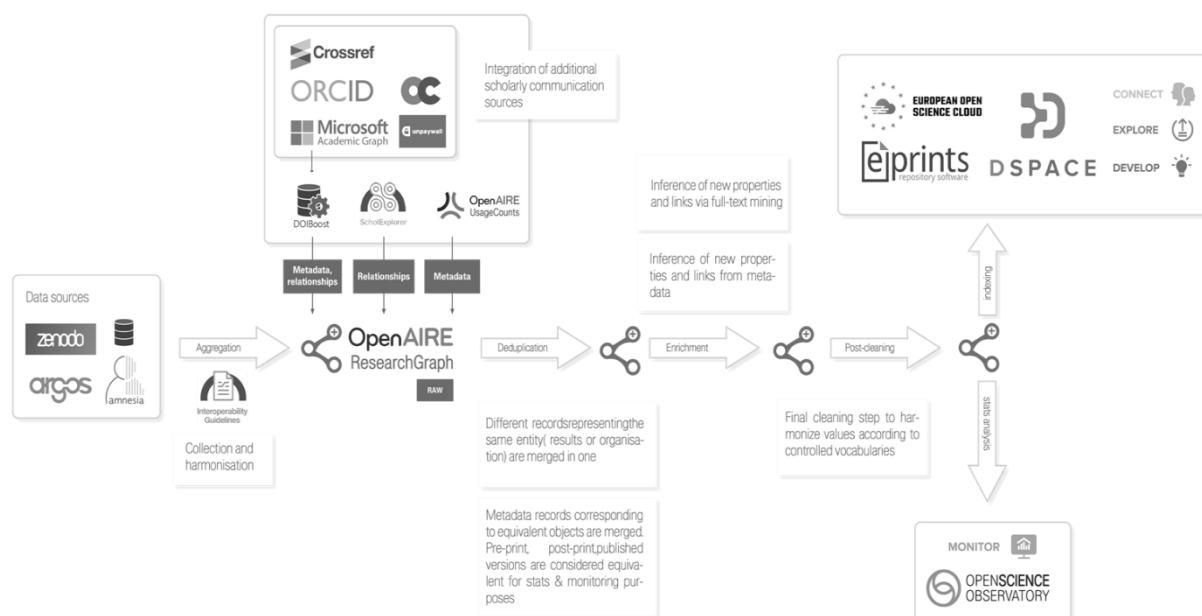 Crossref
ORCID
OC
Microsoft
Academic Graph
unpaywall
Integration of additional
scholarly communication
sources
DOIBoost
ScholExplorer
OpenAIRE
UsageCounts
Metadata,
relationships
Relationships
Metadata
Data sources
zenodo
argos
amnesia
Aggregation
Interoperability
Guidelines
Collection and
harmonisation
OpenAIRE
ResearchGraph
RAW
Deduplication
Different recordsrepresentingthe
same entity( results or organisa-
tion) are merged in one
Metadata records corresponding
to equivalent objects are merged.
Pre-print, post-print,published
versions are considered equiva-
lent for stats & monitoring pur-
poses
Inference of new properties
and links via full-text mining
Inference of new proper-
ties and links from meta-
data
Enrichment
Post-cleaning
Final cleaning step to har-
monize values according to
controlled vocabularies
indexing
stats analysis
EUROPEAN OPEN
SCIENCE CLOUD
eprints
repository software
DSPACE
CONNECT
EXPLORE
DEVELOP
MONITOR
OPENSCIENCE
OBSERVATORY